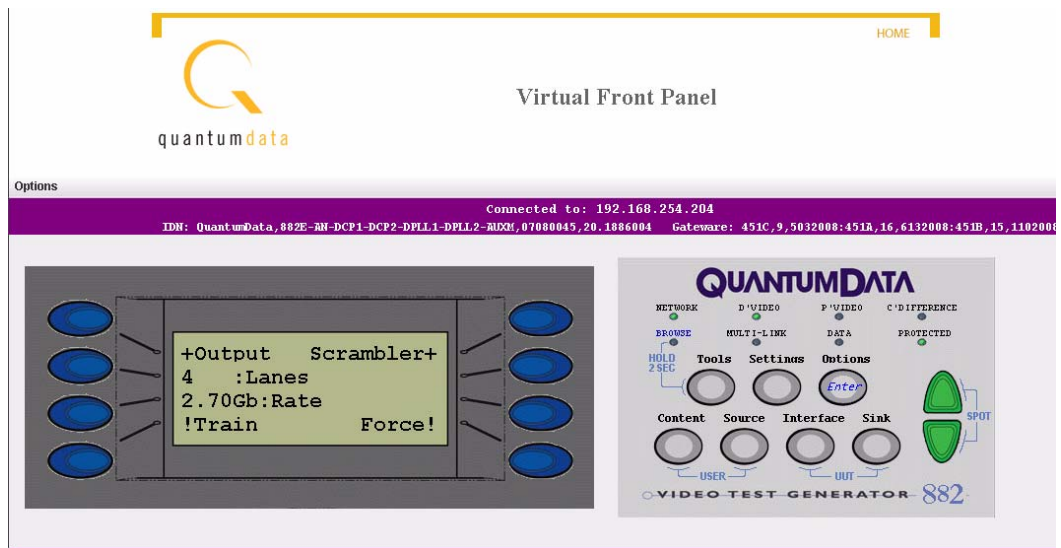 HOME
quantumdata
Virtual Front Panel
Options
Connected to: 192.168.254.204
IDN: QuantumData,882E-AN-DCP1-DCP2-DPLL1-DPLL2-AUXM,07080045,20.1886004 Gateware: 451C,9,5032008:451A,16,6132008:451B,15,1102008
+Output Scrambler+
4 :Lanes
2.70Gb:Rate
!Train Force!
QUANTUMDATA
NETWORK D'VIDEO P'VIDEO C'DIFFERENCE
BROWSE MULTI-LINK DATA PROTECTED
HOLD 2 SEC
Tools Settings Options
Enter
Content Source Interface Sink
SPOT
USER UUT
VIDEO TEST GENERATOR 882